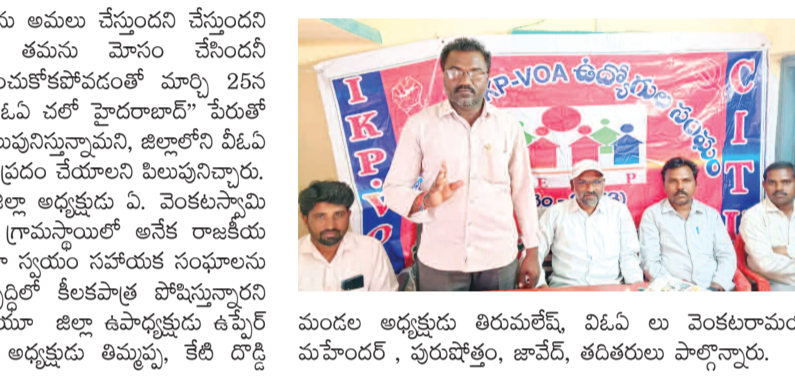 ను అమలు చేస్తుందని చేస్తుందని
తమను మోసం చేసిందనీ
ంచుకోకపోవడంతో మార్చి 25న
ఓఏ చలో హైదరాబాద్” పేరుతో
లుపునిస్తున్నామని, జిల్లాలోని వీఓఏ
ప్రదం చేయాలని పిలుపునిచ్చారు.
జిల్లా అధ్యక్షుడు ఏ. వెంకటస్వామి
గ్రామస్థాయిలో అనేక రాజకీయ
స్వయం సహాయక సంఘాలను
ద్ధిలో కీలకపాత్ర పోషిస్తున్నారని
యూ జిల్లా ఉపాధ్యక్షుడు ఉప్పేర్
అధ్యక్షుడు తిమ్మప్ప, కేటి దొడ్డి
IKP-VO
KP-VOA ఉద్యోగుల సంఘం
CITU
మండల అధ్యక్షుడు తిరుమలేష్, విఓఏ లు వెంకటరామ
మహేందర్ , పురుషోత్తం, జావేద్, తదితరులు పాల్గొన్నారు.